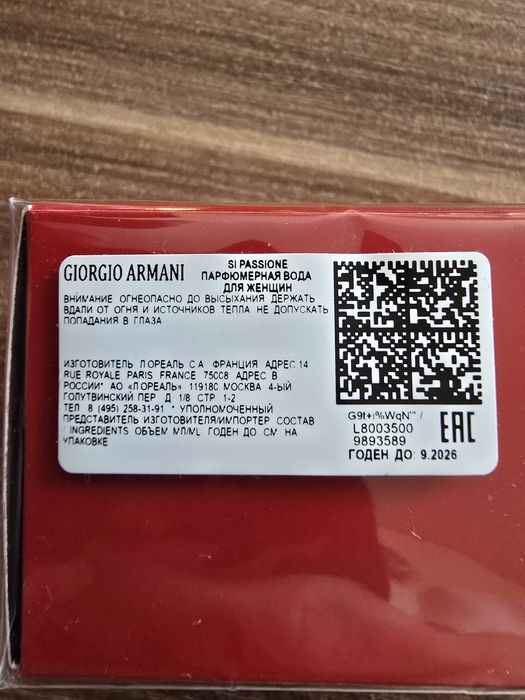 GIORGIO ARMANI
SI PASSIONE
ПАРФЮМЕРНАЯ ВОДА
ДЛЯ ЖЕНЩИН
ВНИМАНИЕ ОГНЕОПАСНО ДО ВЫСЫХАНИЯ ДЕРЖАТЬ
ВДАЛИ ОТ ОГНЯ И ИСТОЧНИКОВ ТЕПЛА НЕ ДОПУСКАТЬ
ПОПАДАНИЯ В ГЛАЗА
ИЗГОТОВИТЕЛЬ Л ОРЕАЛЬ С А ФРАНЦИЯ АДРЕС 14
RUE ROYALE PARIS FRANCE 75008 АДРЕС В
РОССИИ* АО «Л ОРЕАЛЬ» 119180 МОСКВА 4-ЫЙ
ГОЛУТВИНСКИЙ ПЕР Д 1/8 СТР 1-2
ТЕЛ 8 (495) 258-31-91 * УПОЛНОМОЧЕННЫЙ
ПРЕДСТАВИТЕЛЬ ИЗГОТОВИТЕЛЯ/ИМПОРТЕР СОСТАВ
/ INGREDIENTS ОБЪЕМ МЛ/ML ГОДЕН ДО СМ НА
УПАКОВКЕ
L8003500
9893589
ГОДЕН ДО: 9.2026
EAC